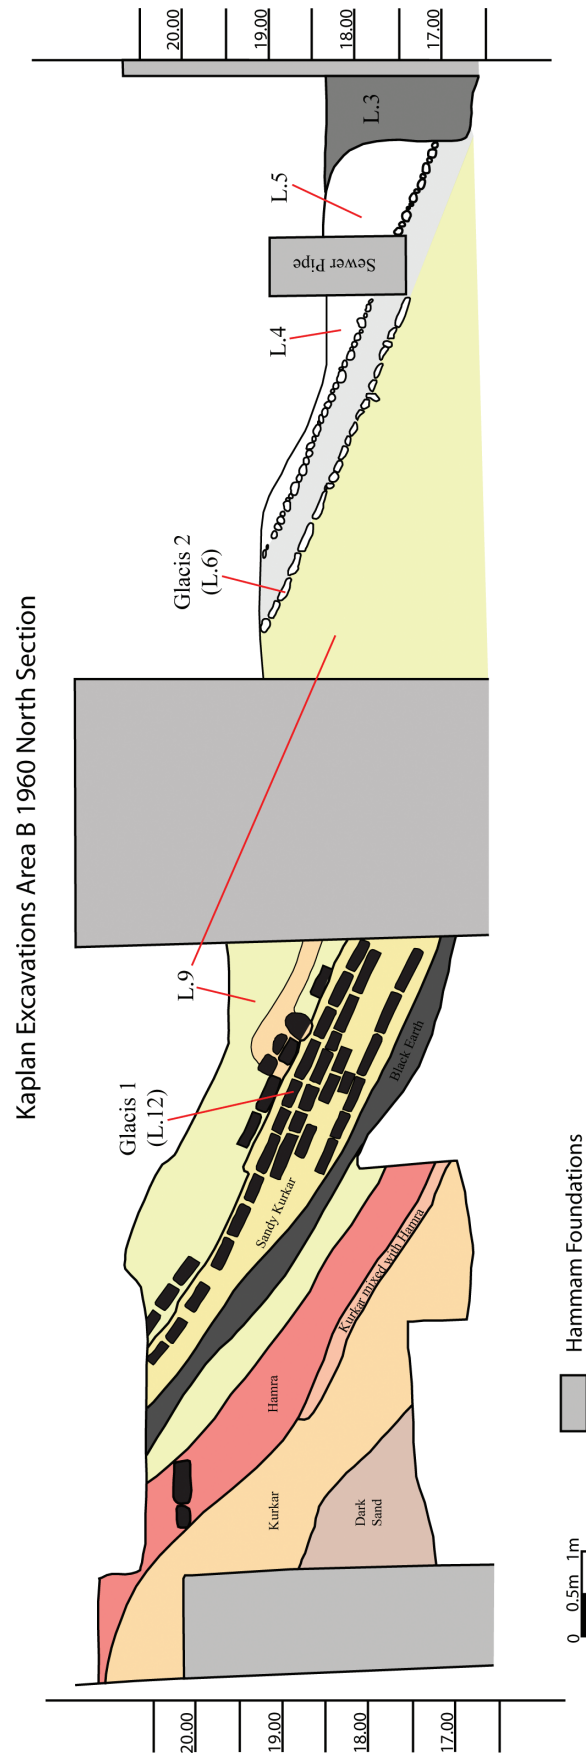 Kaplan Excavations Area B 1960 North Section
20.00
19.00
18.00
17.00
20.00
19.00
18.00
17.00
Glacis 1
(L.12)
L.9
Glacis 2
(L.6)
L.4
L.5
L.3
Sewer Pipe
Sandy Kurkar
Black Earth
Hamra
Kurkar mixed with Hamra
Kurkar
Dark
Sand
0 0.5m 1m
Hammam Foundations